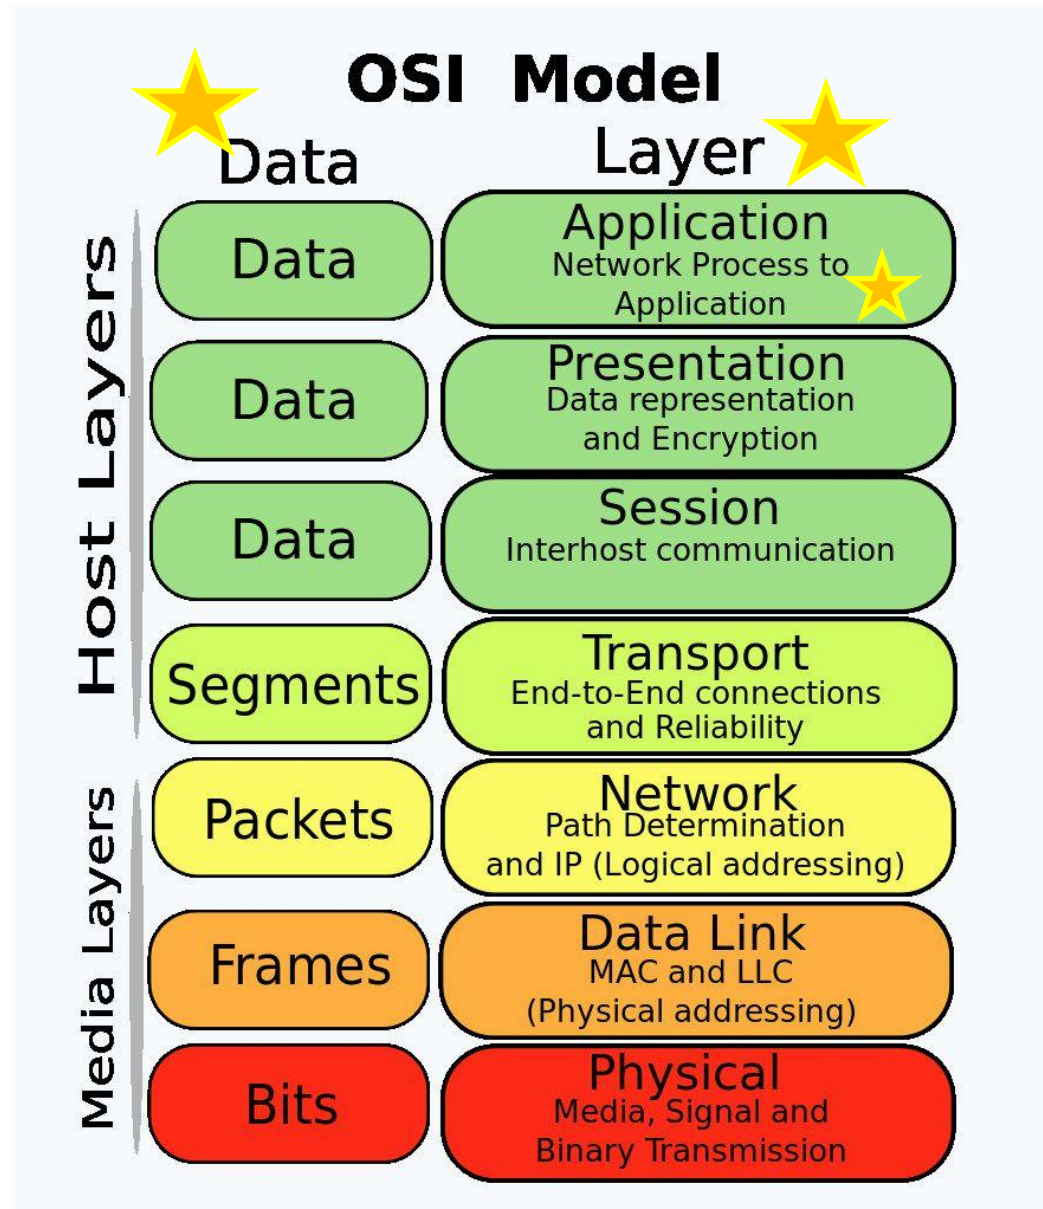 OSI Model
Data
Layer
Host Layers
Data
Application
Network Process to
Application
Data
Presentation
Data representation
and Encryption
Data
Session
Interhost communication
Segments
Transport
End-to-End connections
and Reliability
Media Layers
Packets
Network
Path Determination
and IP (Logical addressing)
Frames
Data Link
MAC and LLC
(Physical addressing)
Bits
Physical
Media, Signal and
Binary Transmission